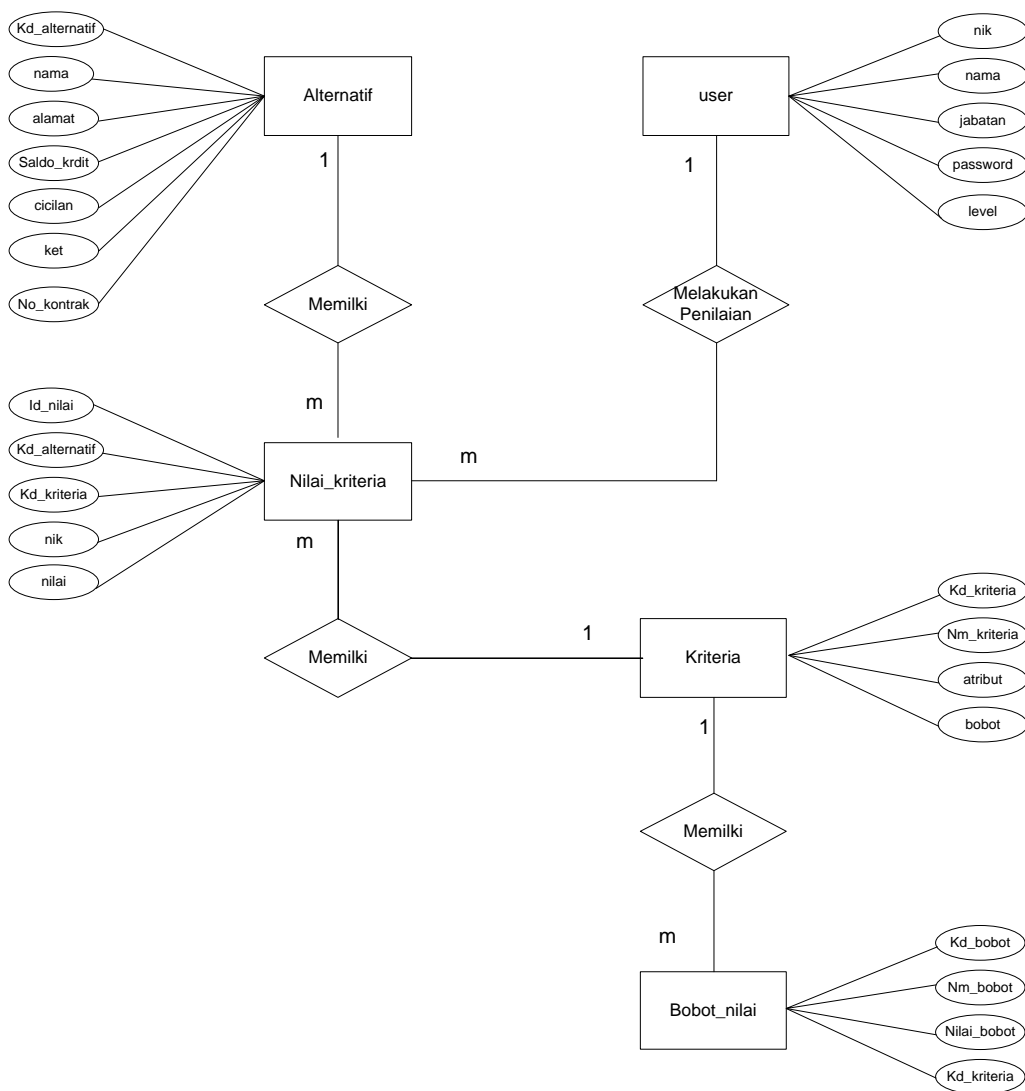 Kd_alternatif
nama
alamat
Saldo_krdit
cicilan
ket
No_kontrak
Alternatif
1
Memilki
m
user
1
nik
nama
jabatan
password
level
Melakukan
Penilaian
m
Id_nilai
Kd_alternatif
Kd_kriteria
nik
nilai
Nilai_kriteria
m
Memilki
1
Kriteria
Kd_kriteria
Nm_kriteria
atribut
bobot
1
Memilki
m
Bobot_nilai
Kd_bobot
Nm_bobot
Nilai_bobot
Kd_kriteria